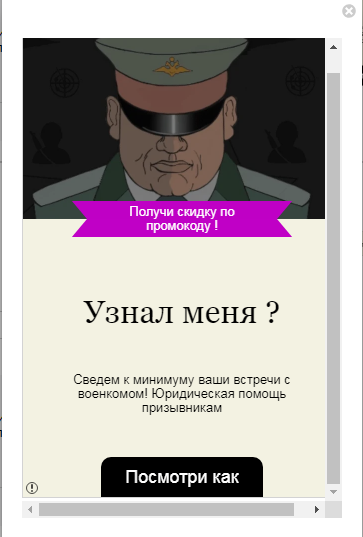 Получи скидку по
промокоду !
Узнал меня ?
Сведем к минимуму ваши встречи с
военкомом! Юридическая помощь
призывникам
Посмотри как